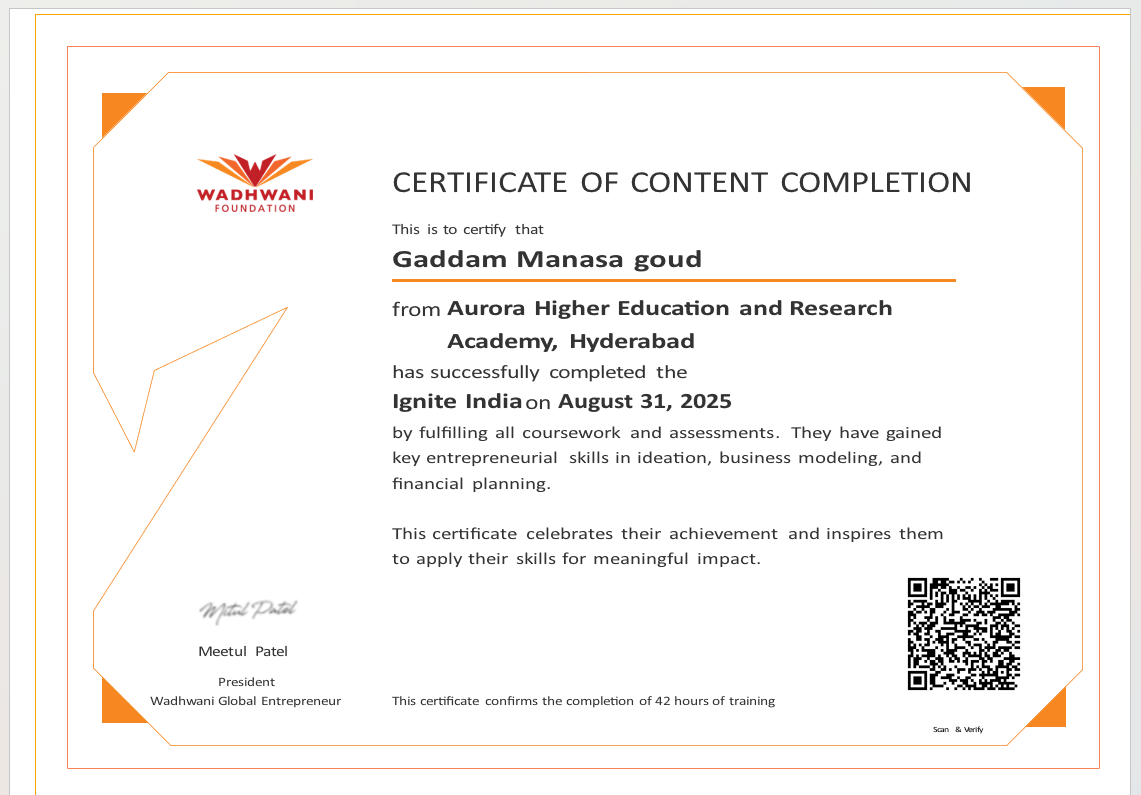 WADHWANI
FOUNDATION
CERTIFICATE OF CONTENT COMPLETION
This is to certify that
Gaddam Manasa goud
from Aurora Higher Education and Research
Academy, Hyderabad
has successfully completed the
Ignite India on August 31, 2025
by fulfilling all coursework and assessments. They have gained
key entrepreneurial skills in ideation, business modeling, and
financial planning.
This certificate celebrates their achievement and inspires them
to apply their skills for meaningful impact.
Mitul Patel
Meetul Patel
President
Wadhwani Global Entrepreneur
This certificate confirms the completion of 42 hours of training
Scan & Verify